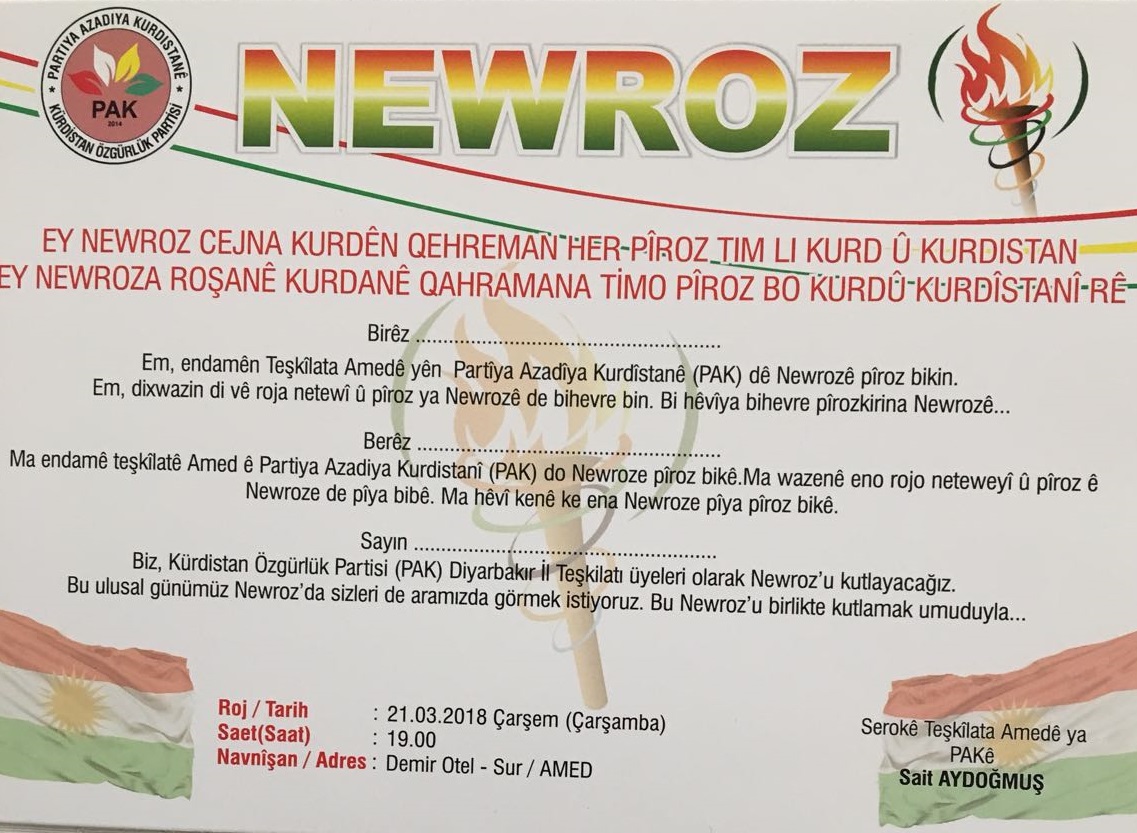 PARTIYA AZADIYA KURDISTANÊ
PAK
2014
KÜRDİSTAN ÖZGÜRLÜK PARTİSİ
NEWROZ
EY NEWROZ CEJNA KURDÊN QEHREMAN HER PÎROZ TIM LI KURD Û KURDISTAN
EY NEWROZA ROŞANÊ KURDANÊ QAHRAMANA TİMO PÎROZ BO KURDÛ KURDÎSTANÎ RÊ
Birêz ............................................................
Em, endamên Teşkîlata Amedê yên Partîya Azadîya Kurdîstanê (PAK) dê Newrozê pîroz bikin.
Em, dixwazin di vê roja netewî û pîroz ya Newrozê de bihevre bin. Bi hêvîya bihevre pîrozkirina Newrozê...
Berêz ............................................................
Ma endamê teşkîlatê Amed ê Partiya Azadiya Kurdistanî (PAK) do Newroze pîroz bikê.Ma wazenê eno rojo neteweyî û pîroz ê
Newroze de pîya bibê. Ma hêvî kenê ke ena Newroze pîya pîroz bikê.
Sayın ............................................................
Biz, Kürdistan Özgürlük Partisi (PAK) Diyarbakır İl Teşkilatı üyeleri olarak Newroz'u kutlayacağız.
Bu ulusal günümüz Newroz'da sizleri de aramızda görmek istiyoruz. Bu Newroz'u birlikte kutlamak umuduyla...
Roj / Tarih : 21.03.2018 Çarşem (Çarşamba)
Saet(Saat) : 19.00
Navnîşan / Adres : Demir Otel - Sur / AMED
Serokê Teşkîlata Amedê ya
PAKê
Sait AYDOĞMUŞ